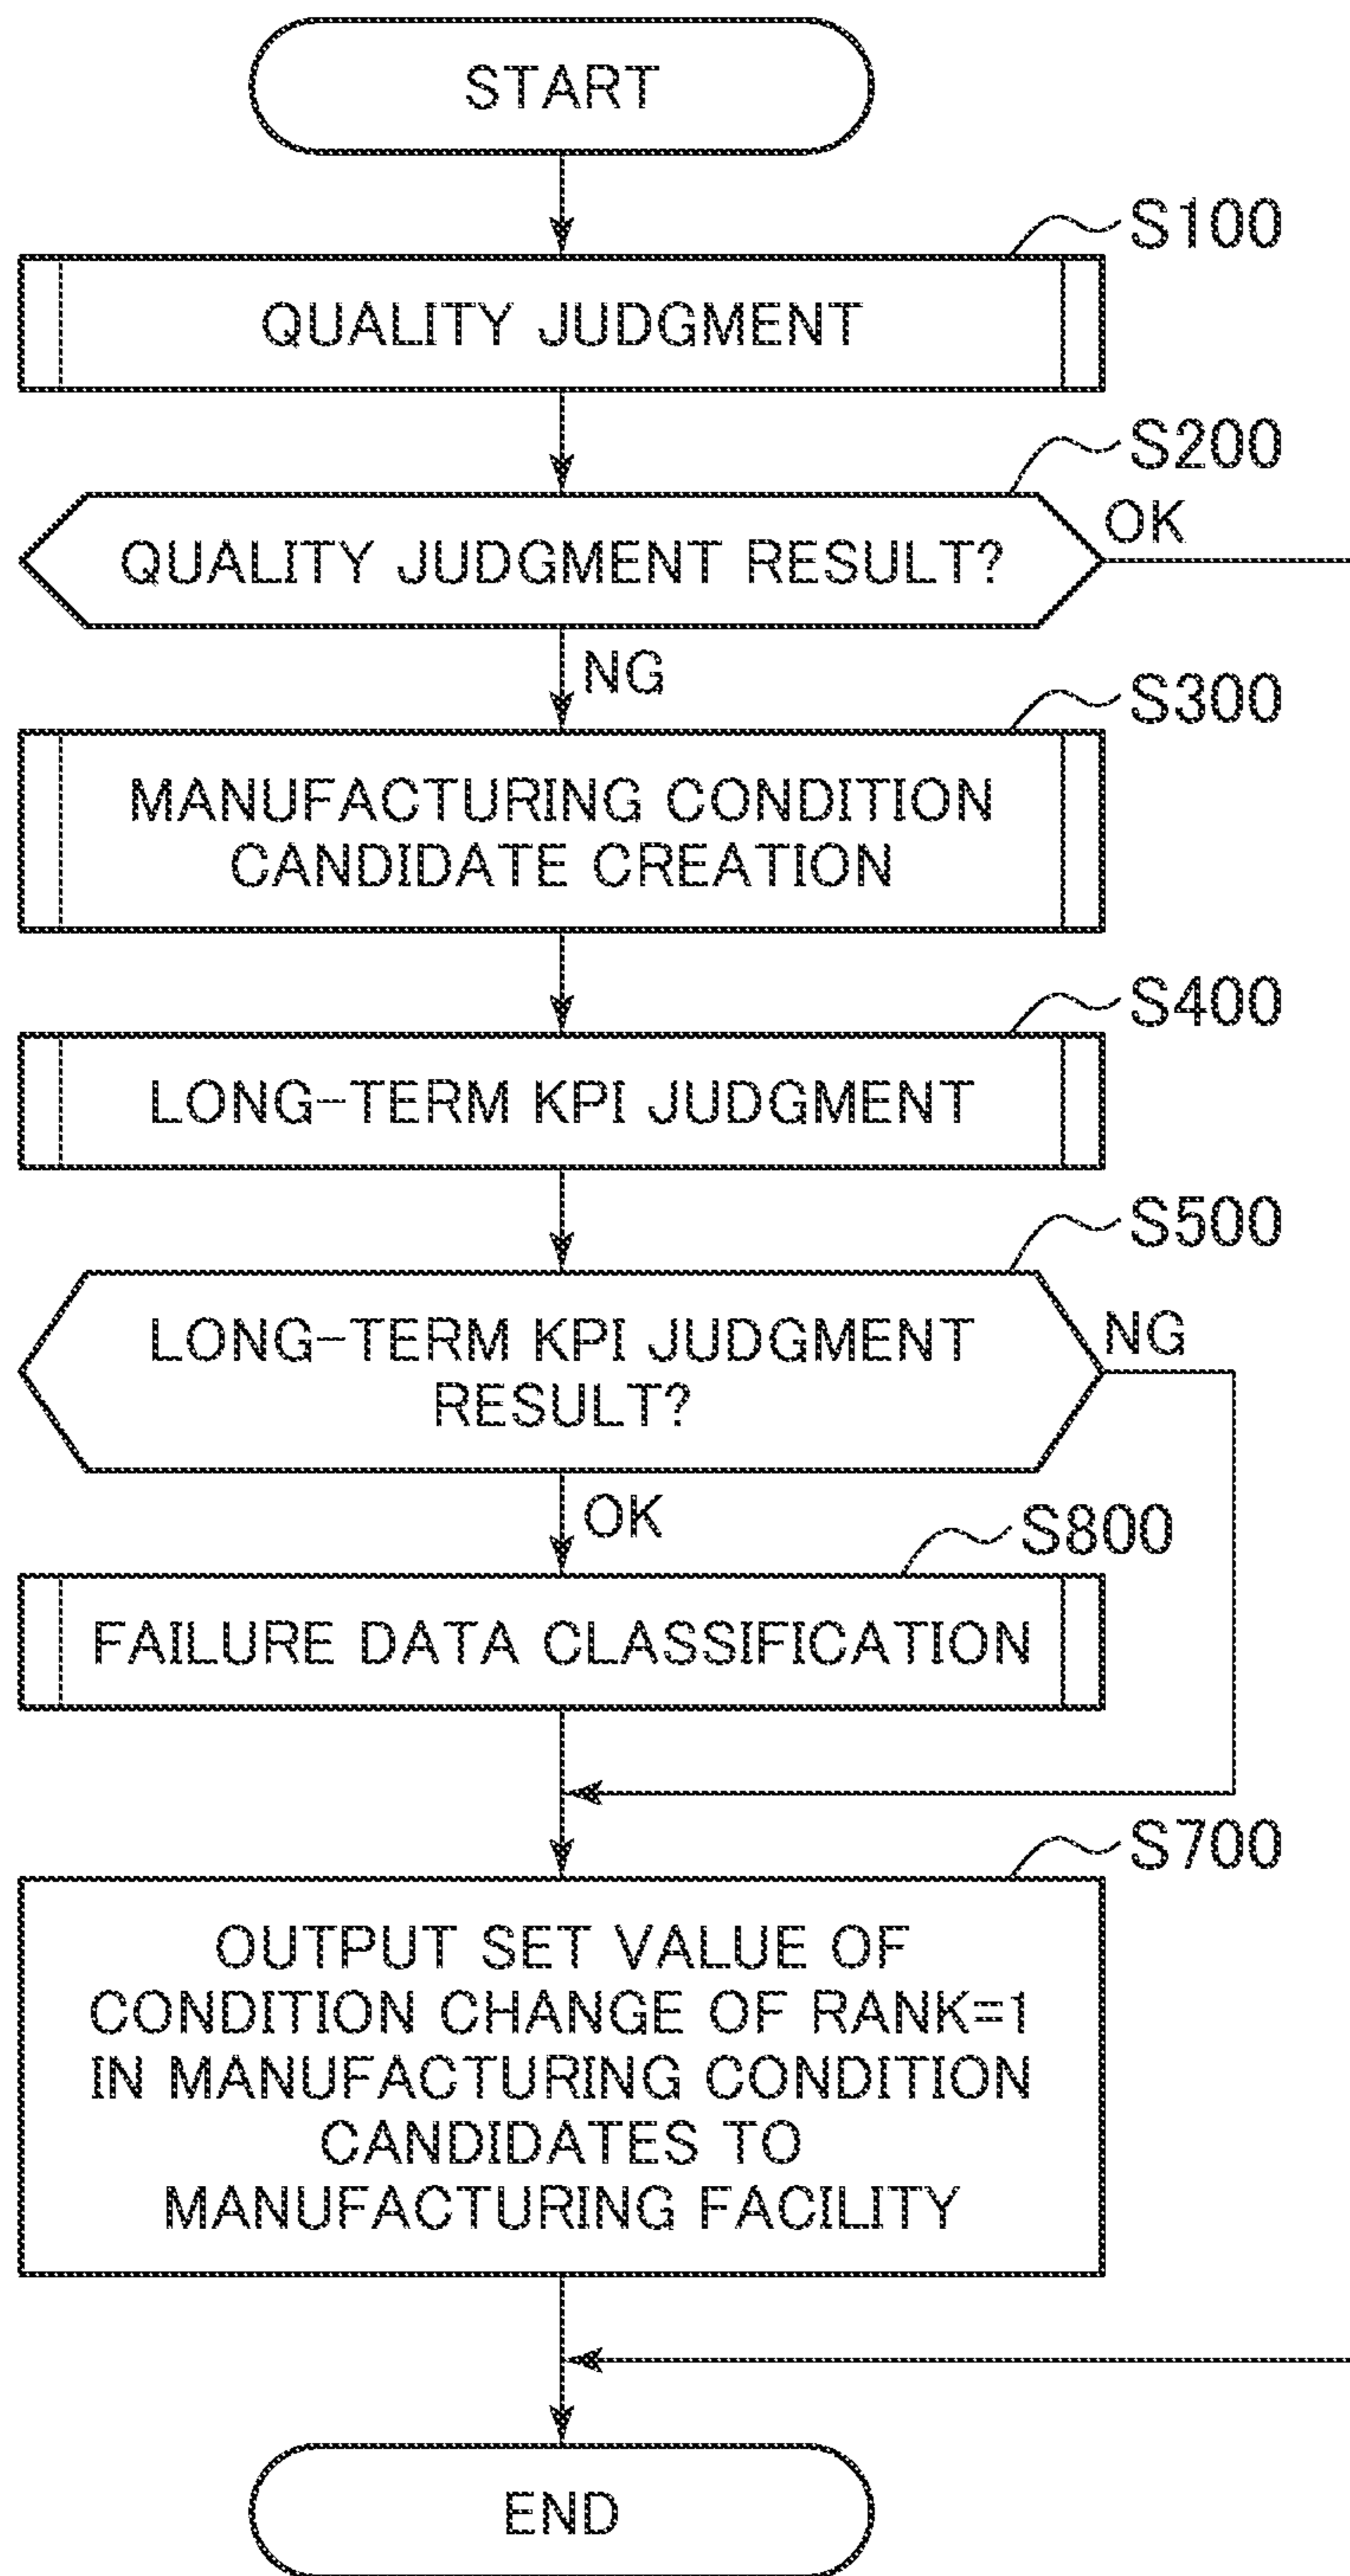 START
S100
QUALITY JUDGMENT
S200
QUALITY JUDGMENT RESULT?
OK
NG
S300
MANUFACTURING CONDITION
CANDIDATE CREATION
S400
LONG-TERM KPI JUDGMENT
S500
LONG-TERM KPI JUDGMENT
RESULT?
NG
OK
S800
FAILURE DATA CLASSIFICATION
S700
OUTPUT SET VALUE OF
CONDITION CHANGE OF RANK=1
IN MANUFACTURING CONDITION
CANDIDATES TO
MANUFACTURING FACILITY
END